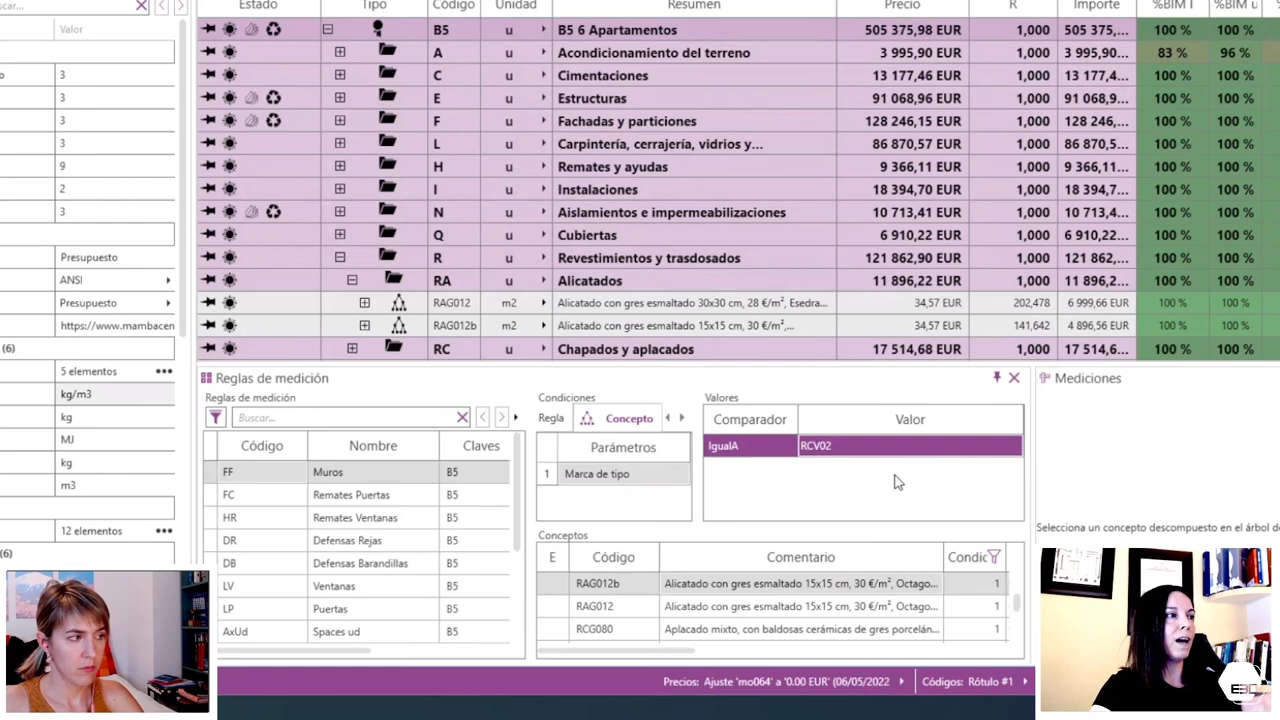 scar...
Estado Tipo Código Unidad Resumen Precio R Importe %BIM I %BIM u
Valor
B5 u B5 6 Apartamentos 505 375,98 EUR 1,000 505 375,... 100 % 100 %
A u Acondicionamiento del terreno 3 995,90 EUR 1,000 3 995,90... 83 % 96 %
o 3
C u Cimentaciones 13 177,46 EUR 1,000 13 177,4... 100 % 100 %
3
E u Estructuras 91 068,96 EUR 1,000 91 068,9... 100 % 100 %
3
F u Fachadas y particiones 128 246,15 EUR 1,000 128 246,... 100 % 100 %
3
L u Carpintería, cerrajería, vidrios y... 86 870,57 EUR 1,000 86 870,5... 100 % 100 %
9
H u Remates y ayudas 9 366,11 EUR 1,000 9 366,11... 100 % 100 %
2
I u Instalaciones 18 394,70 EUR 1,000 18 394,7... 100 % 100 %
3
N u Aislamientos e impermeabilizaciones 10 713,41 EUR 1,000 10 713,4... 100 % 100 %
Q u Cubiertas 6 910,22 EUR 1,000 6 910,22... 100 % 100 %
Presupuesto
R u Revestimientos y trasdosados 121 862,90 EUR 1,000 121 862,... 100 % 100 %
ANSI
RA u Alicatados 11 896,22 EUR 1,000 11 896,2... 100 % 100 %
Presupuesto
RAG012 m2 Alicatado con gres esmaltado 30x30 cm, 28 €/m², Esedra... 34,57 EUR 202,478 6 999,66 EUR 100 % 100 %
https://www.mambacen
RAG012b m2 Alicatado con gres esmaltado 15x15 cm, 30 €/m²,... 34,57 EUR 141,642 4 896,56 EUR 100 % 100 %
(6)
RC u Chapados y aplacados 17 514,68 EUR 1,000 17 514,6... 100 % 100 %
5 elementos •••
kg/m3
kg
MJ
kg
m3
12 elementos •••
(6)
Reglas de medición
Reglas de medición
Buscar...
Código Nombre Claves
FF Muros B5
FC Remates Puertas B5
HR Remates Ventanas B5
DR Defensas Rejas B5
DB Defensas Barandillas B5
LV Ventanas B5
LP Puertas B5
AxUd Spaces ud B5
Condiciones
Regla Concepto
Parámetros
1 Marca de tipo
Valores
Comparador Valor
IgualA RCV02
Conceptos
E Código Comentario Condic
RAG012b Alicatado con gres esmaltado 15x15 cm, 30 €/m², Octago... 1
RAG012 Alicatado con gres esmaltado 15x15 cm, 30 €/m², Octago... 1
RCG080 Aplacado mixto, con baldosas cerámicas de gres porcelán... 1
Mediciones
Selecciona un concepto descompuesto en el árbol de
Precios: Ajuste 'mo064' a '0.00 EUR' (06/05/2022 Códigos: Rótulo #1